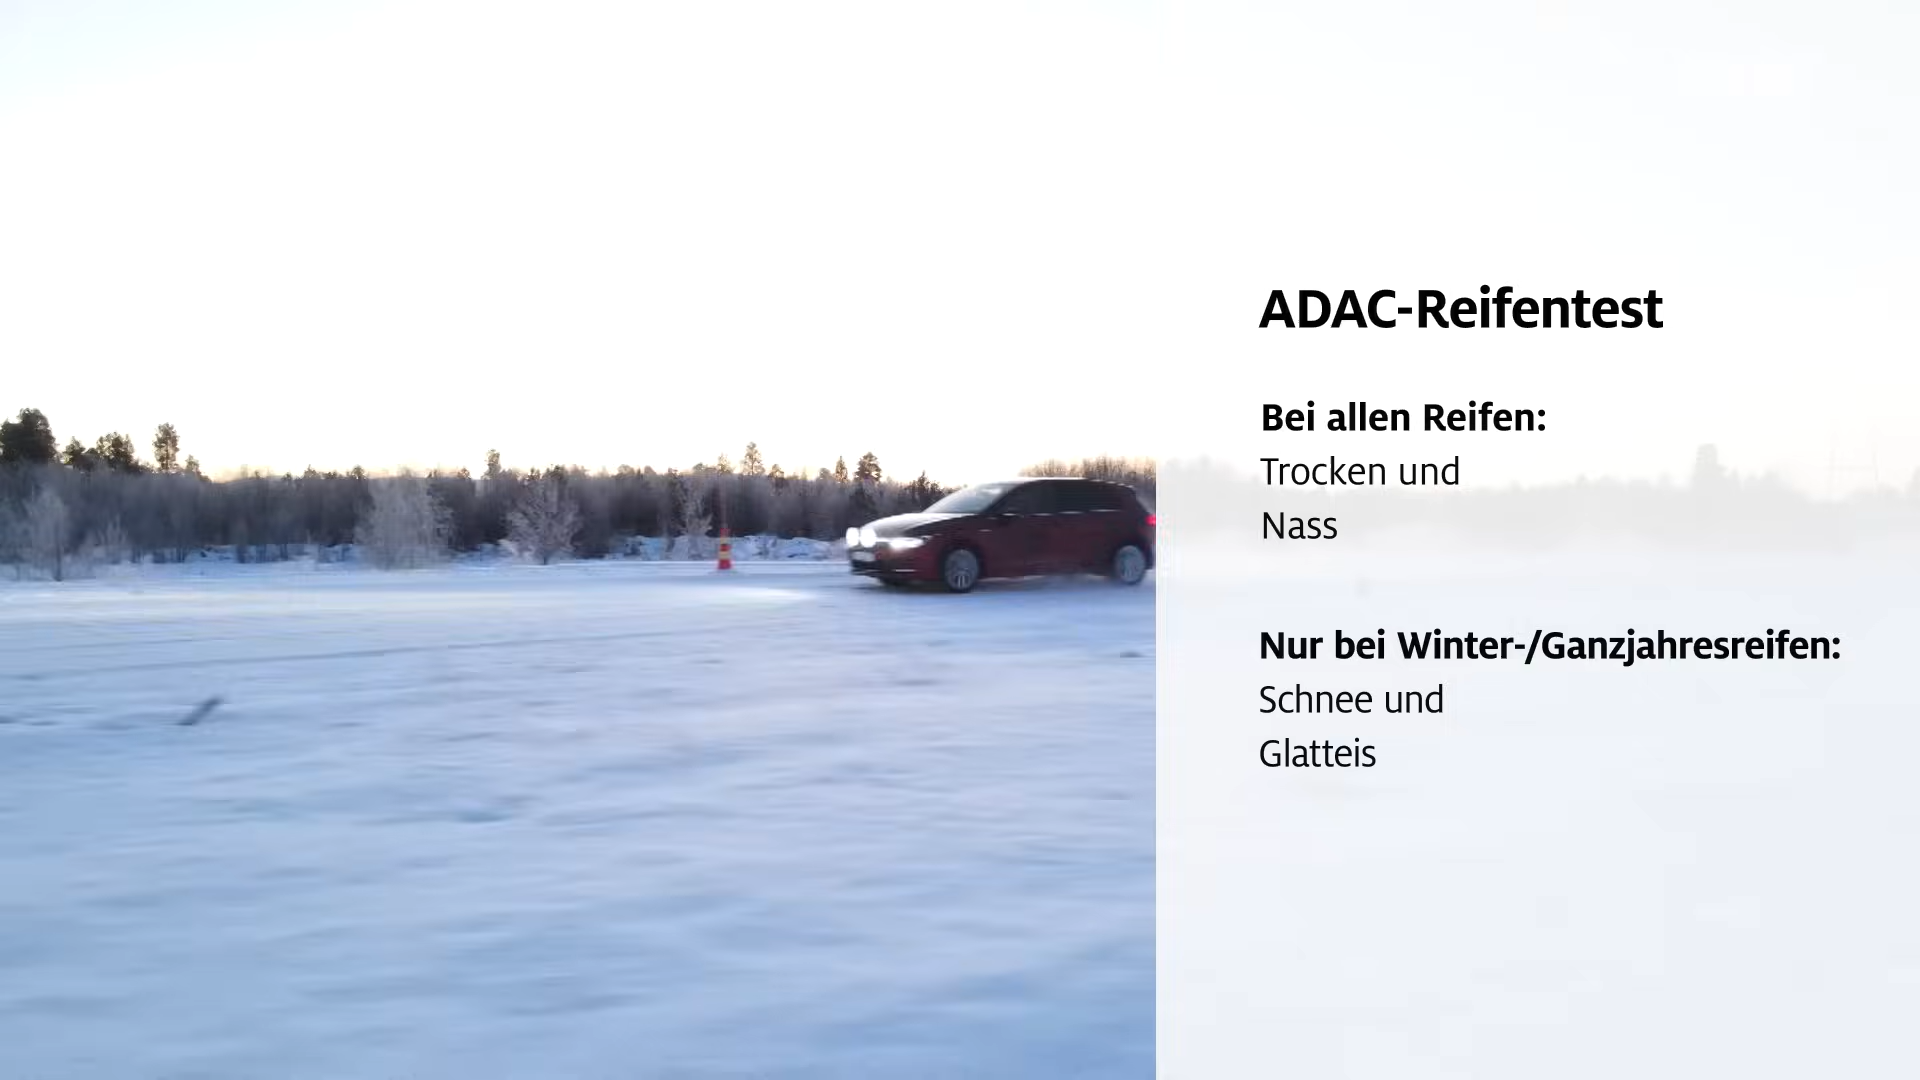 ADAC-Reifentest
Bei allen Reifen:
Trocken und
Nass
Nur bei Winter-/Ganzjahresreifen:
Schnee und
Glatteis